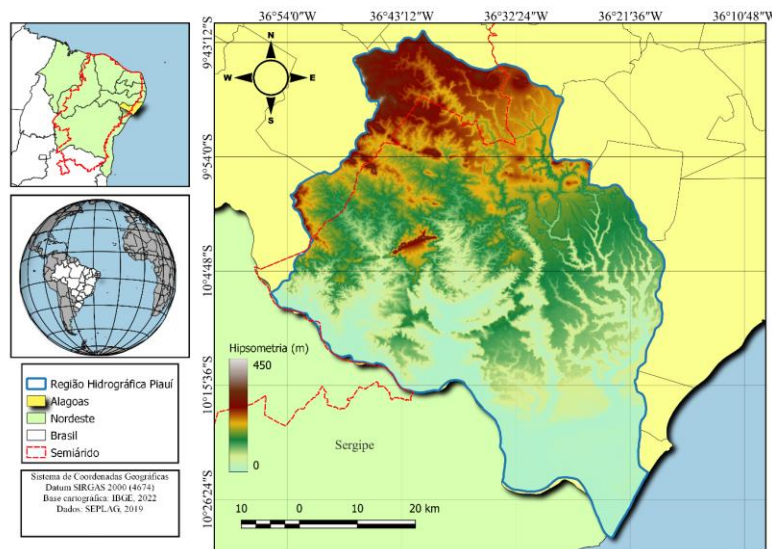 36°54'0"W 36°43'12"W 36°32'24"W 36°21'36"W 36°10'48"W
9°43'12"S
9°54'0"S
10°4'48"S
10°15'36"S
10°26'24"S
N
W E
S
Hipsometria (m)
450
0
Sergipe
10 0 10 20 km
Região Hidrográfica Piauí
Alagoas
Nordeste
Brasil
Semiárido
Sistema de Coordenadas Geográficas
Datum SIRGAS 2000 (4674)
Base cartográfica: IBGE, 2022
Dados: SEPLAG, 2019